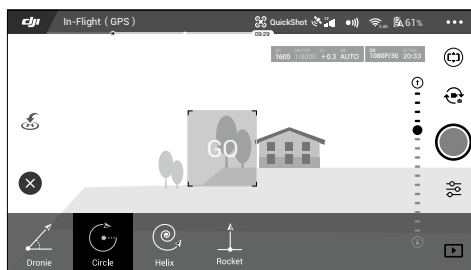 dji In-Flight ( GPS ) QuickShot 61%
09:29
1600 1/8000 +0.3 AUTO 1080P/30 20:33
GO
Dronie Circle Helix Rocket